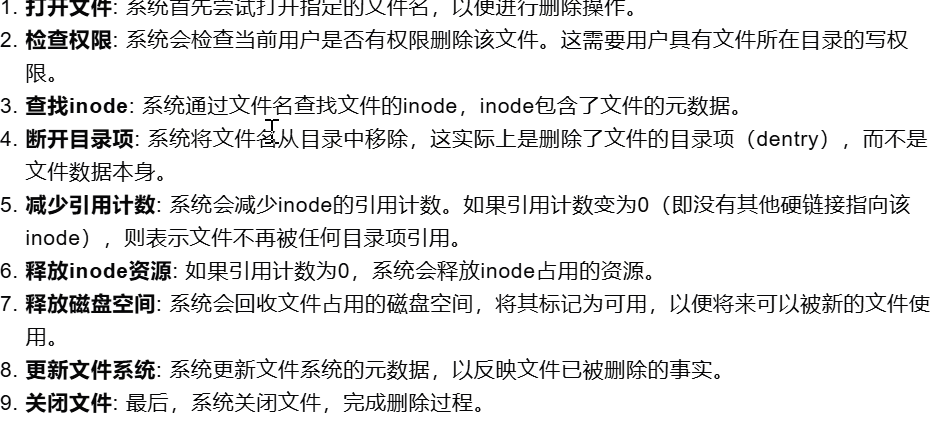 1. 打开文件: 系统首先尝试打开指定的文件名，以便进行删除操作。
2. 检查权限: 系统会检查当前用户是否有权限删除该文件。这需要用户具有文件所在目录的写权
限。
3. 查找inode: 系统通过文件名查找文件的inode，inode包含了文件的元数据。
4. 断开目录项: 系统将文件名从目录中移除，这实际上是删除了文件的目录项（dentry），而不是
文件数据本身。
5. 减少引用计数: 系统会减少inode的引用计数。如果引用计数变为0（即没有其他硬链接指向该
inode），则表示文件不再被任何目录项引用。
6. 释放inode资源: 如果引用计数为0，系统会释放inode占用的资源。
7. 释放磁盘空间: 系统会回收文件占用的磁盘空间，将其标记为可用，以便将来可以被新的文件使
用。
8. 更新文件系统: 系统更新文件系统的元数据，以反映文件已被删除的事实。
9. 关闭文件: 最后，系统关闭文件，完成删除过程。